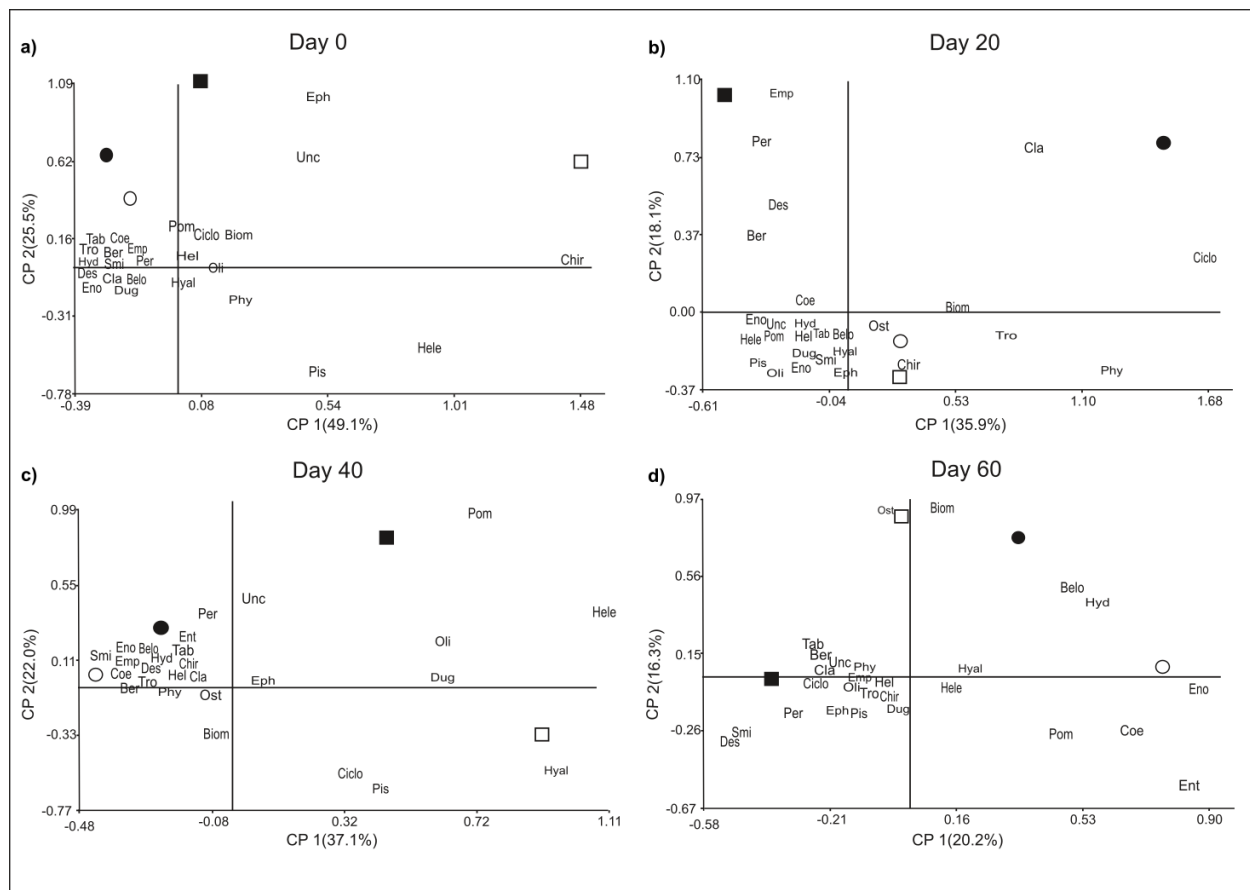 a) Day 0
1.09
Eph
0.62
Unc
CP 2(25.5%)
0.16
Pom
Ciclo Biom
Tab Coe
Tro Ber Emp
Hel
Chir
Hyd Smi Per
Oli
Des Cla Belo
Hyal
Eno Dug
Phy
-0.31
Hele
Pis
-0.78
-0.39 0.08 0.54 1.01 1.48
CP 1(49.1%)
b) Day 20
1.10
Emp
0.73
Per
Cla
Des
CP 2(18.1%)
0.37
Ber
Ciclo
Coe
Biom
0.00
Eno Unc Hyd
Ost
Hele Pom Hel Tab Belo
Tro
Dug Smi Hyal
Pis Oli Eno Eph
Chir
Phy
-0.37
-0.61 -0.04 0.53 1.10 1.68
CP 1(35.9%)
c) Day 40
0.99
Pom
0.55
Per
Unc
Hele
CP 2(22.0%)
Ent
Oli
Eno Belo Tab
0.11
Smi Emp Hyd Chir
Coe Des Hel Cla
Eph
Dug
Ber Tro
Phy Ost
-0.33
Biom
Ciclo
Hyal
Pis
-0.77
-0.48 -0.08 0.32 0.72 1.11
CP 1(37.1%)
d) Day 60
0.97
Ost
Biom
0.56
Belo
Hyd
CP 2(16.3%)
0.15
Tab
Ber Unc Phy
Hyal
Cla Emp
Ciclo Oli Hel
Hele
Eno
Tro Chir
Per Eph Pis Dug
-0.26
Smi
Pom
Coe
Des
Ent
-0.67
-0.58 -0.21 0.16 0.53 0.90
CP 1(20.2%)